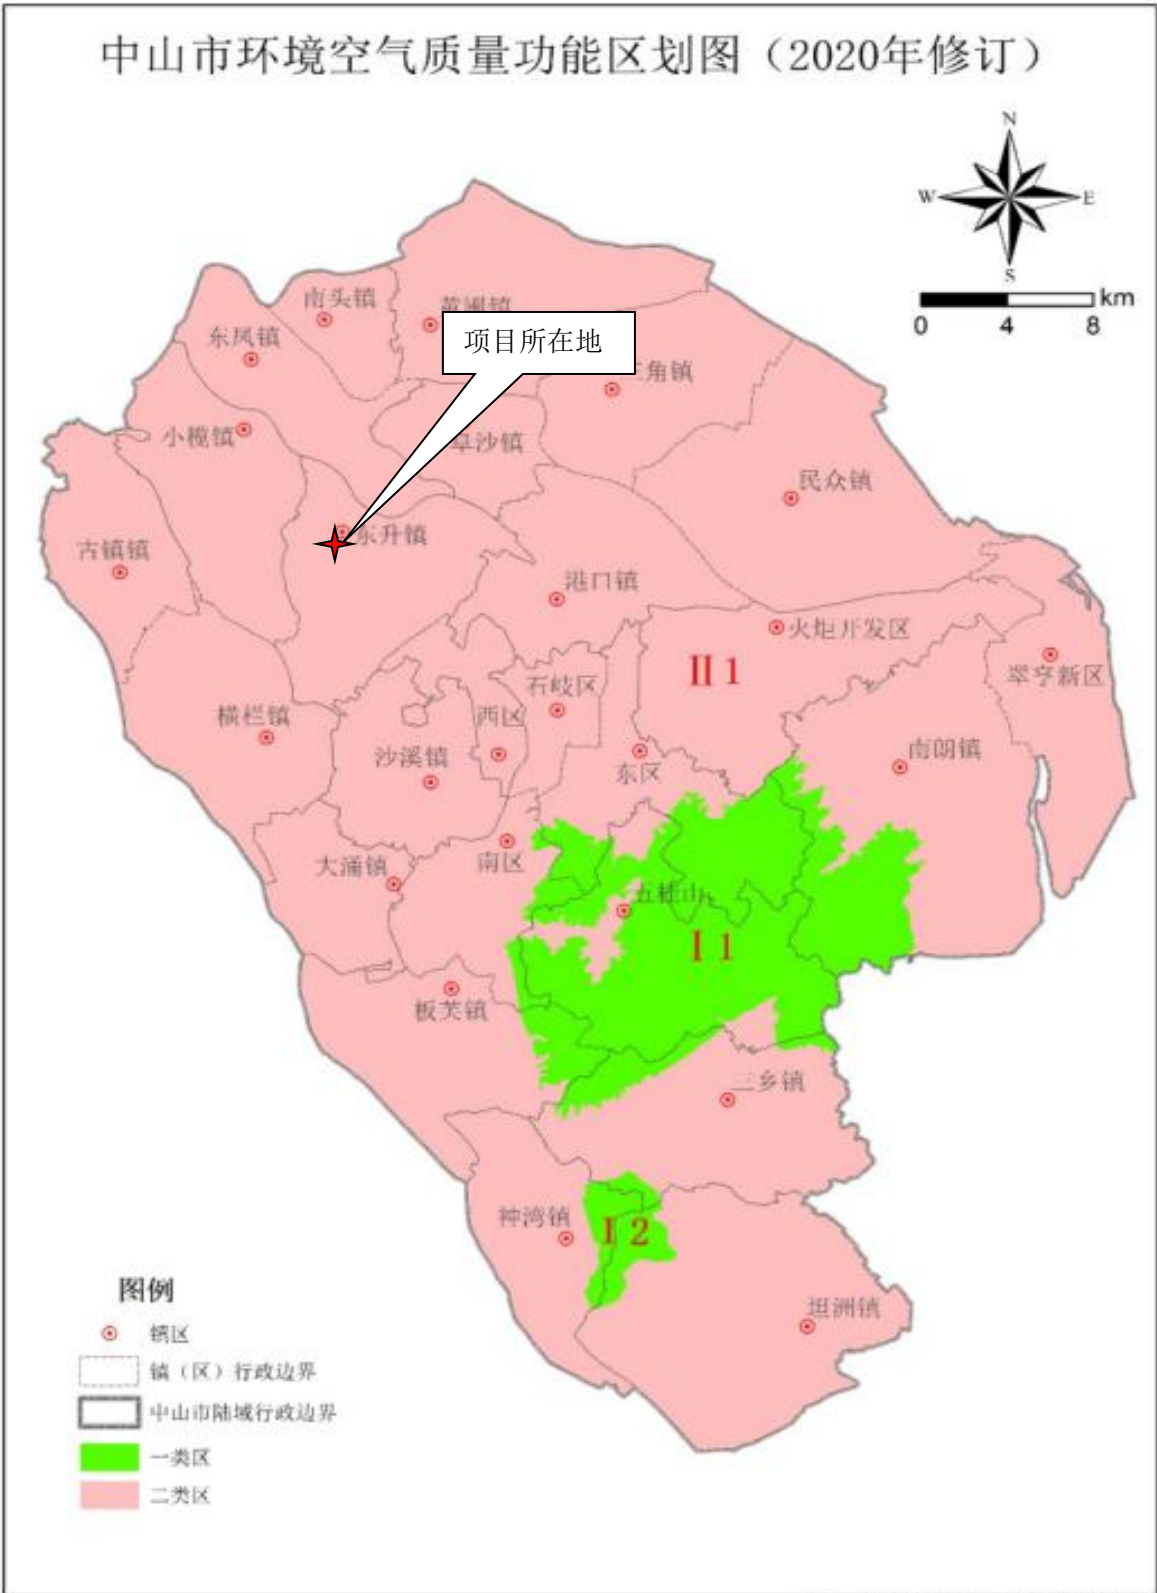 中山市环境空气质量功能区划图（2020年修订）
N
W
E
S
km
0 4 8
南头镇
黄圃镇
东凤镇
项目所在地
三角镇
小榄镇
阜沙镇
民众镇
东升镇
古镇镇
港口镇
火炬开发区
II 1
翠亨新区
石岐区
横栏镇
西区
南朗镇
沙溪镇
东区
南区
大涌镇
五桂山
I 1
板芙镇
三乡镇
神湾镇
I 2
坦洲镇
图例
镇区
镇（区）行政边界
中山市陆域行政边界
一类区
二类区